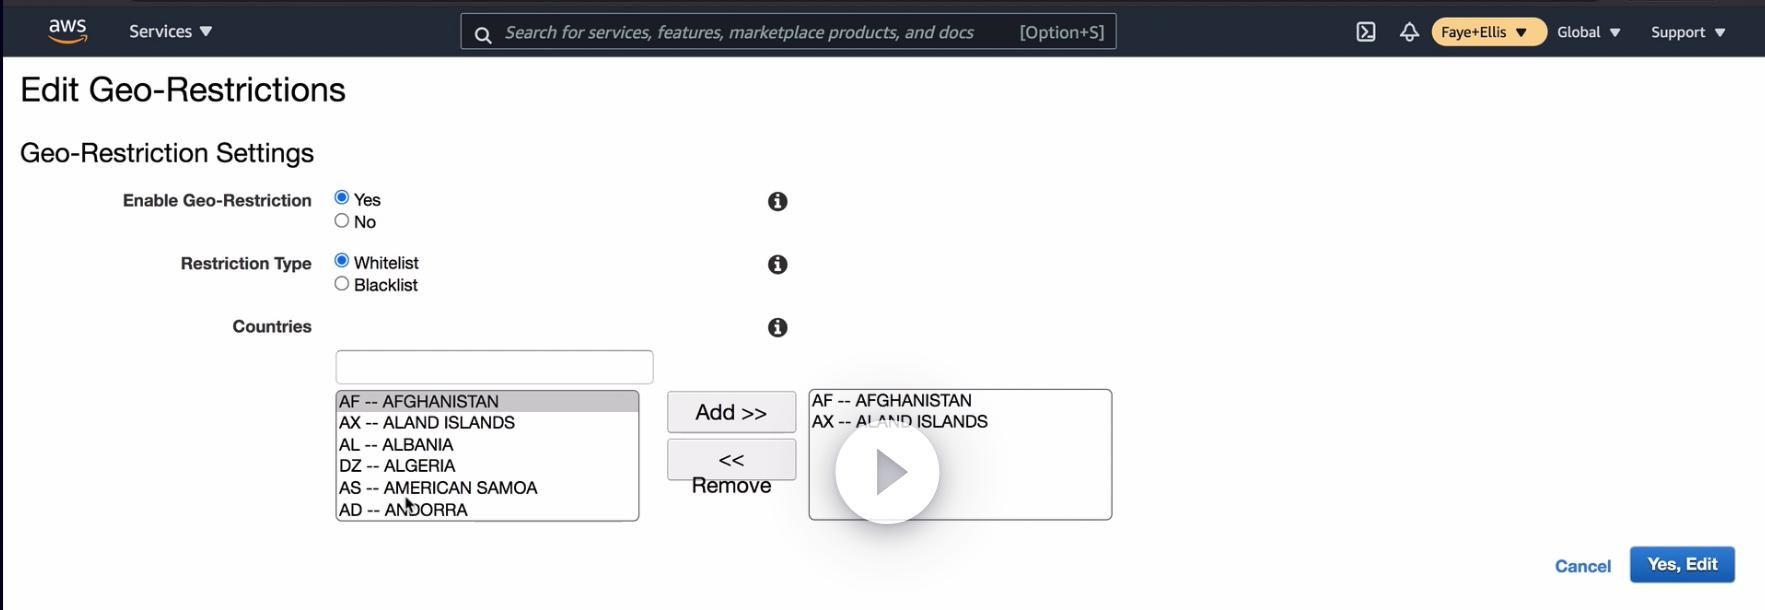 aws Services ▼ Search for services, features, marketplace products, and docs [Option+S] Faye+Ellis ▼ Global ▼ Support ▼
Edit Geo-Restrictions
Geo-Restriction Settings
Enable Geo-Restriction Yes
No
Restriction Type Whitelist
Blacklist
Countries
AF -- AFGHANISTAN
AX -- ALAND ISLANDS
AL -- ALBANIA
DZ -- ALGERIA
AS -- AMERICAN SAMOA
AD -- ANDORRA
Add >>
<<
Remove
AF -- AFGHANISTAN
AX -- ALAND ISLANDS
Cancel Yes, Edit